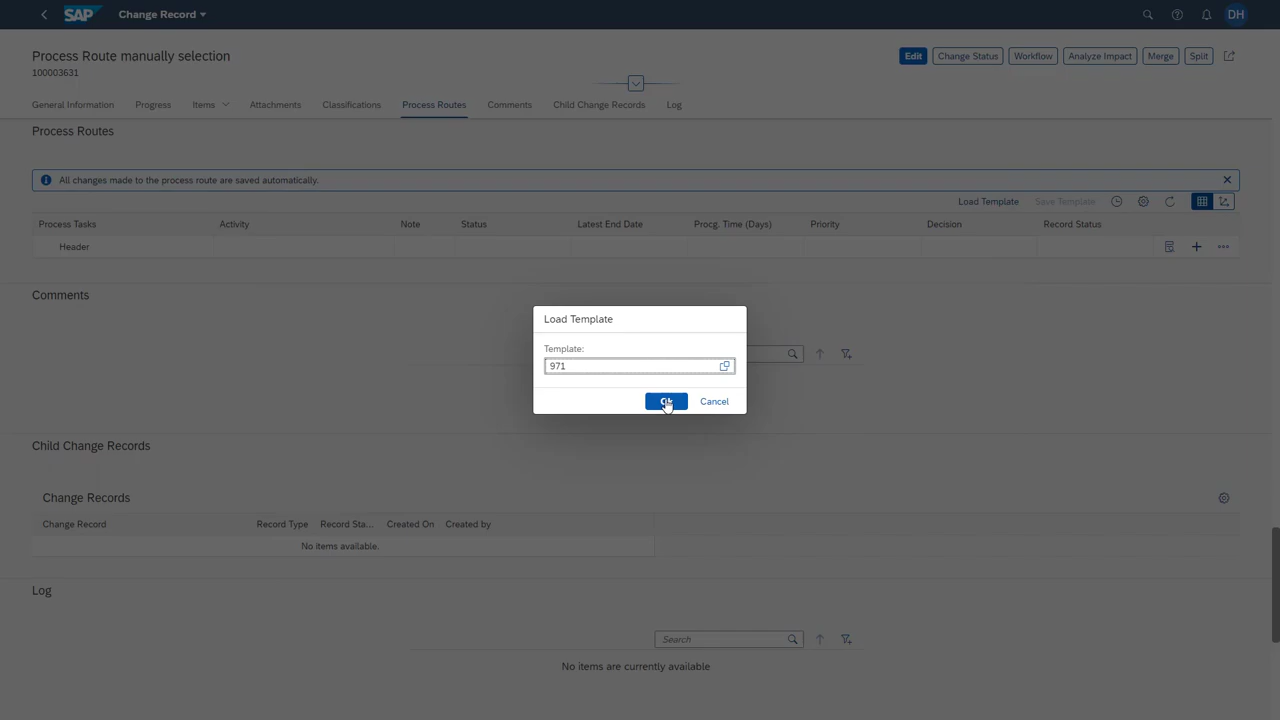 SAP Change Record DH
Process Route manually selection
100003631
Edit Change Status Workflow Analyze Impact Merge Split
General Information Progress Items Attachments Classifications Process Routes Comments Child Change Records Log
Process Routes
All changes made to the process route are saved automatically.
Load Template Save Template
Process Tasks Activity Note Status Latest End Date Procg. Time (Days) Priority Decision Record Status
Header
Comments
Load Template
Template:
971
Cancel
Child Change Records
Change Records
Change Record Record Type Record Sta... Created On Created by
No items available.
Log
Search
No items are currently available